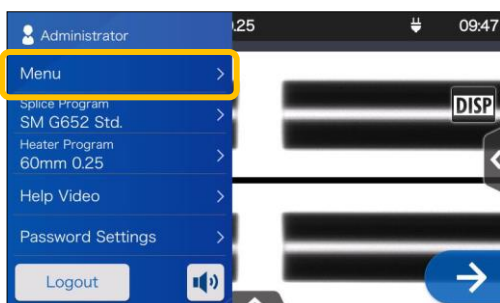 Administrator
.25
09:47
Menu
Splice Program
SM G652 Std.
DISP
Heater Program
60mm 0.25
Help Video
Password Settings
Logout